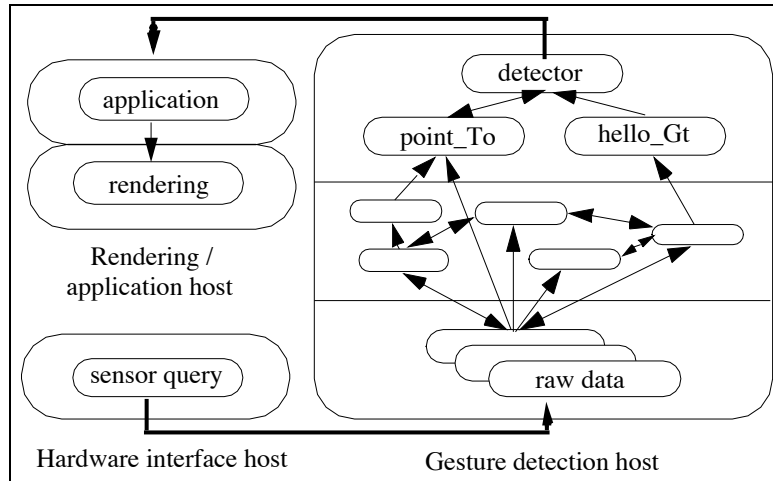 detector
application
point_To
hello_Gt
rendering
Rendering /
application host
sensor query
raw data
Hardware interface host
Gesture detection host